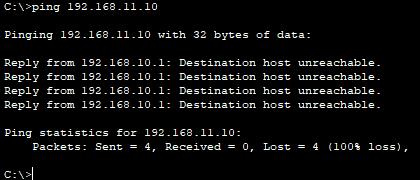 C:\>ping 192.168.11.10
Pinging 192.168.11.10 with 32 bytes of data:
Reply from 192.168.10.1: Destination host unreachable.
Reply from 192.168.10.1: Destination host unreachable.
Reply from 192.168.10.1: Destination host unreachable.
Reply from 192.168.10.1: Destination host unreachable.
Ping statistics for 192.168.11.10:
    Packets: Sent = 4, Received = 0, Lost = 4 (100% loss),
C:\>